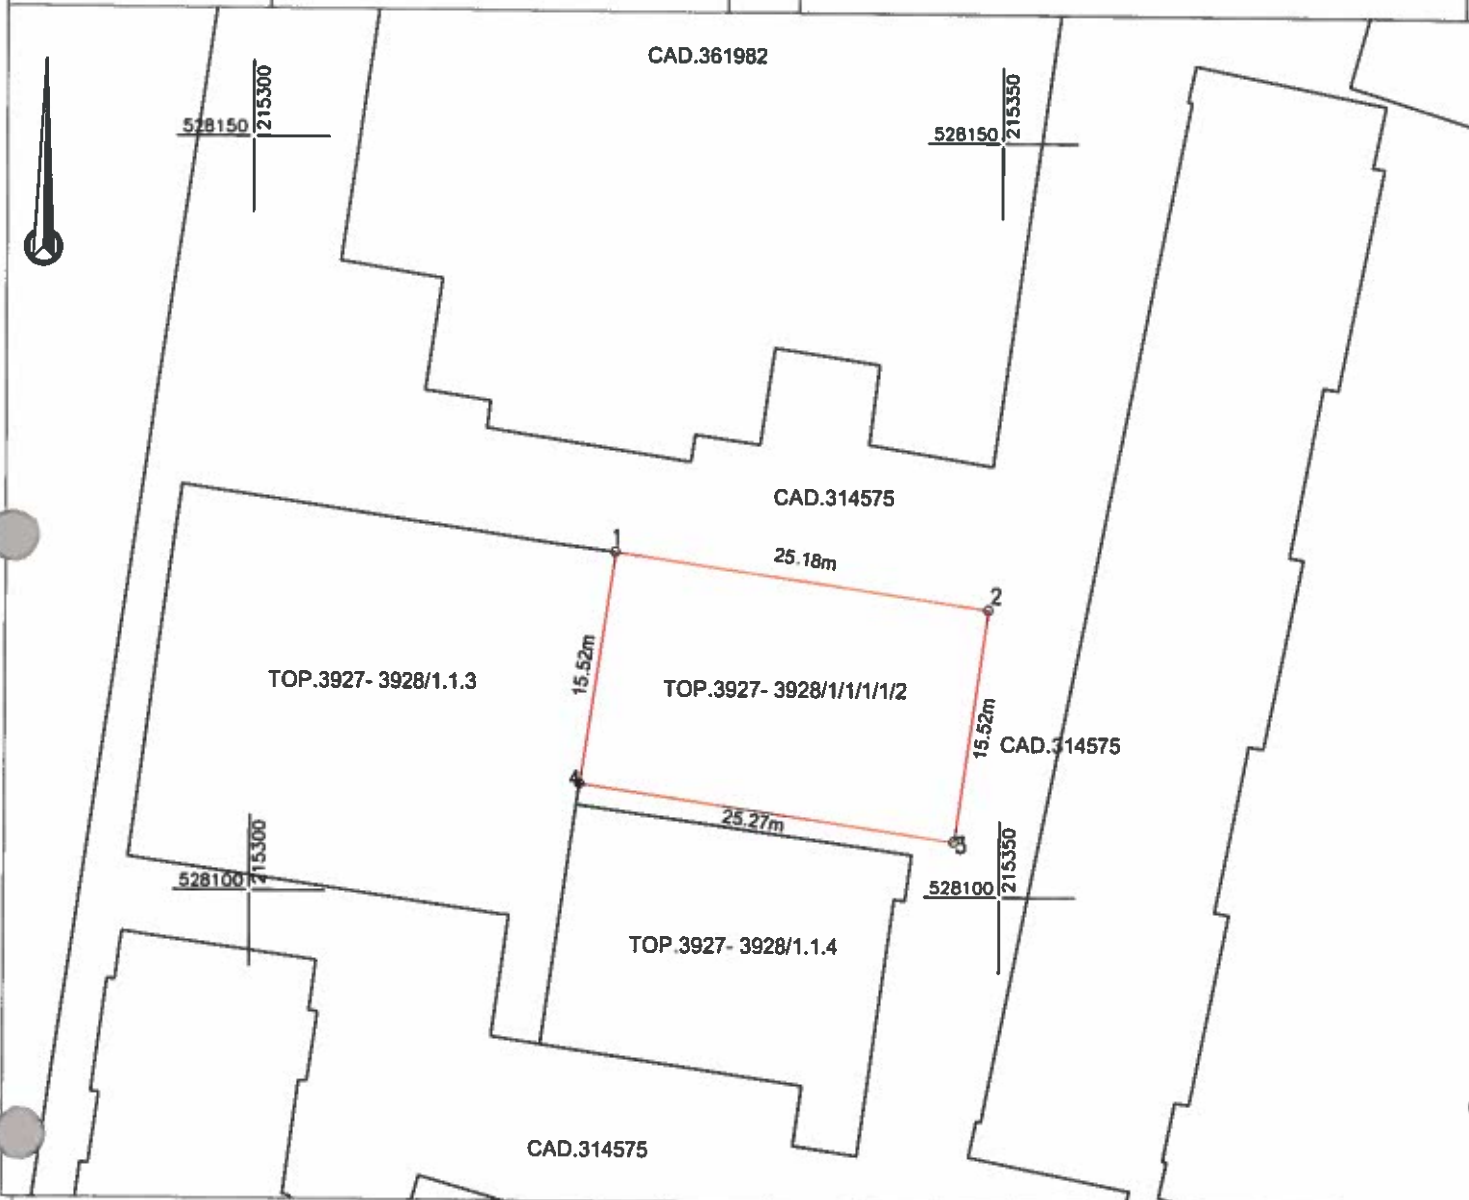 CAD.361982
215300
528150
215350
528150
CAD.314575
1
25.18m
2
15.52m
TOP.3927- 3928/1.1.3
TOP.3927- 3928/1/1/1/1/2
15.52m
CAD.314575
4
25.27m
3
215300
528100
215350
528100
TOP.3927- 3928/1.1.4
CAD.314575